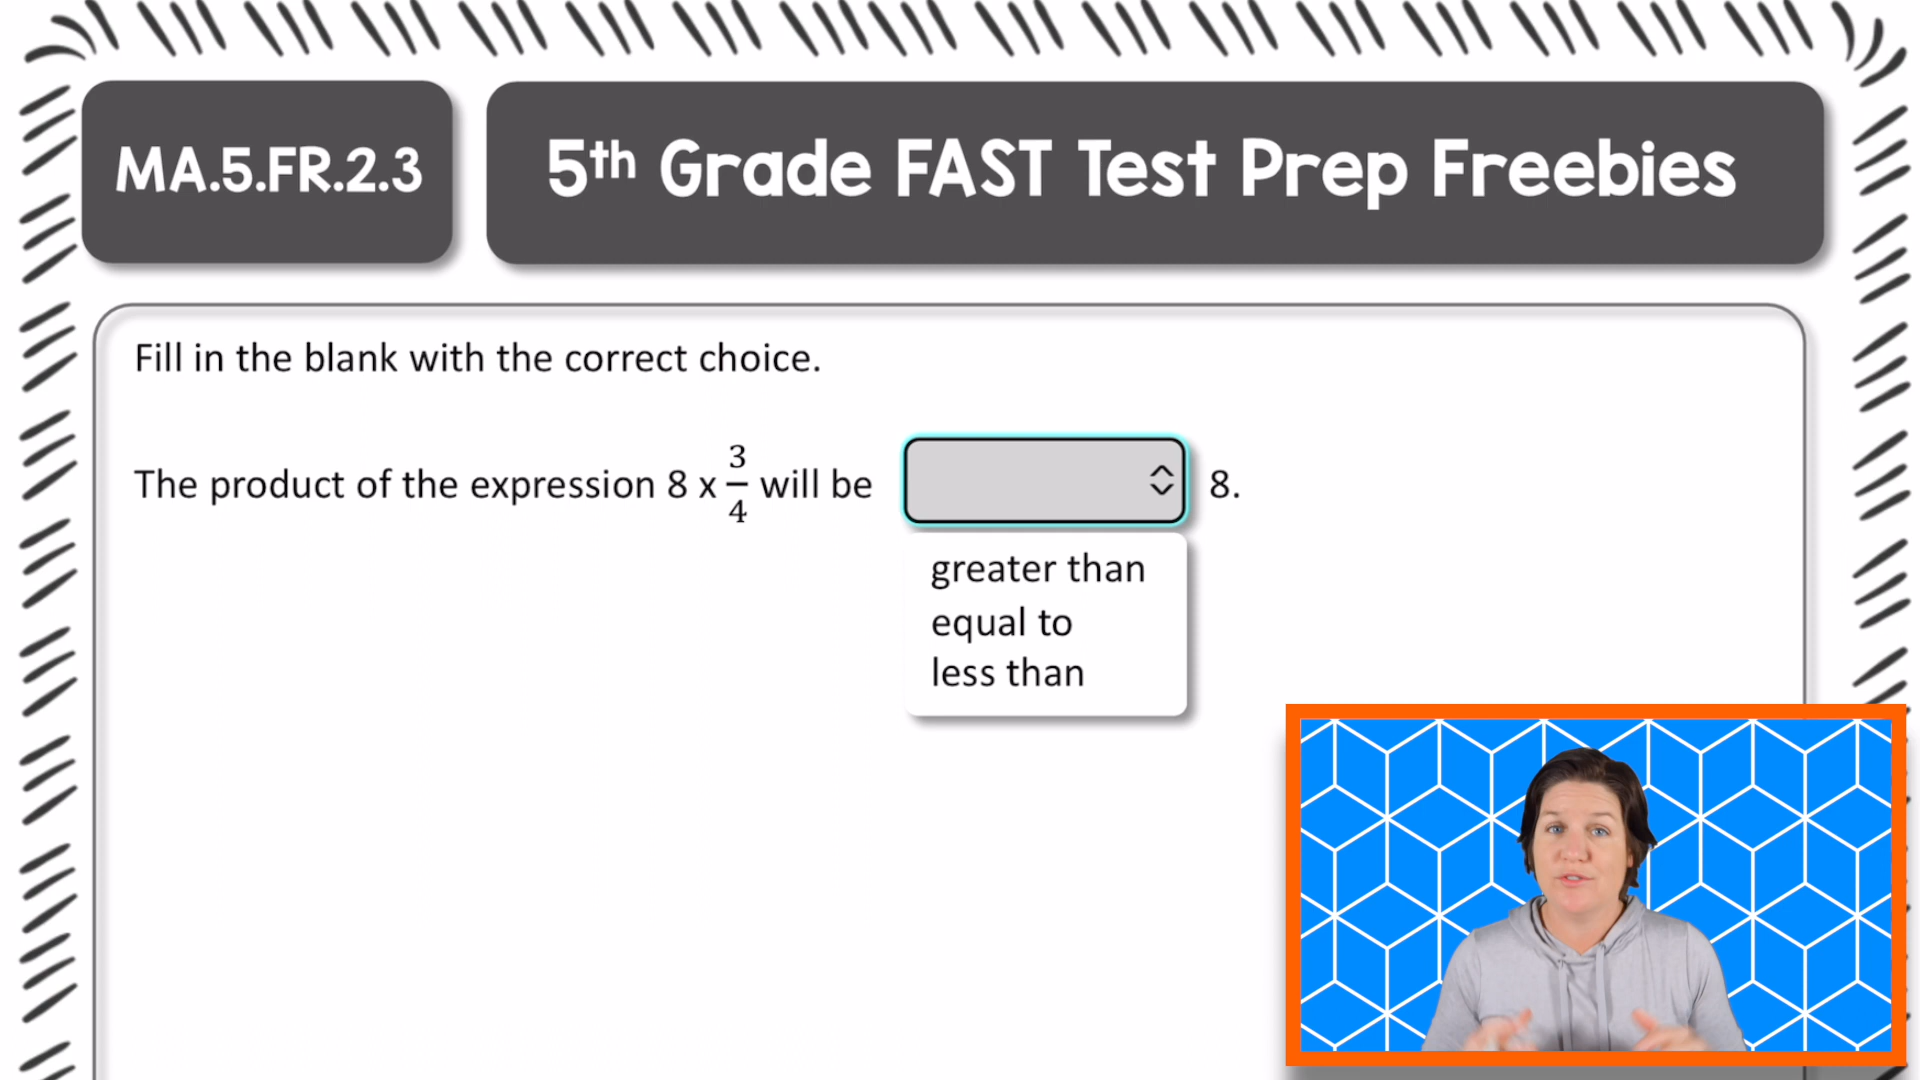 MA.5.FR.2.3
5th Grade FAST Test Prep Freebies
Fill in the blank with the correct choice.
The product of the expression 8 x 3/4 will be 8.
greater than
equal to
less than